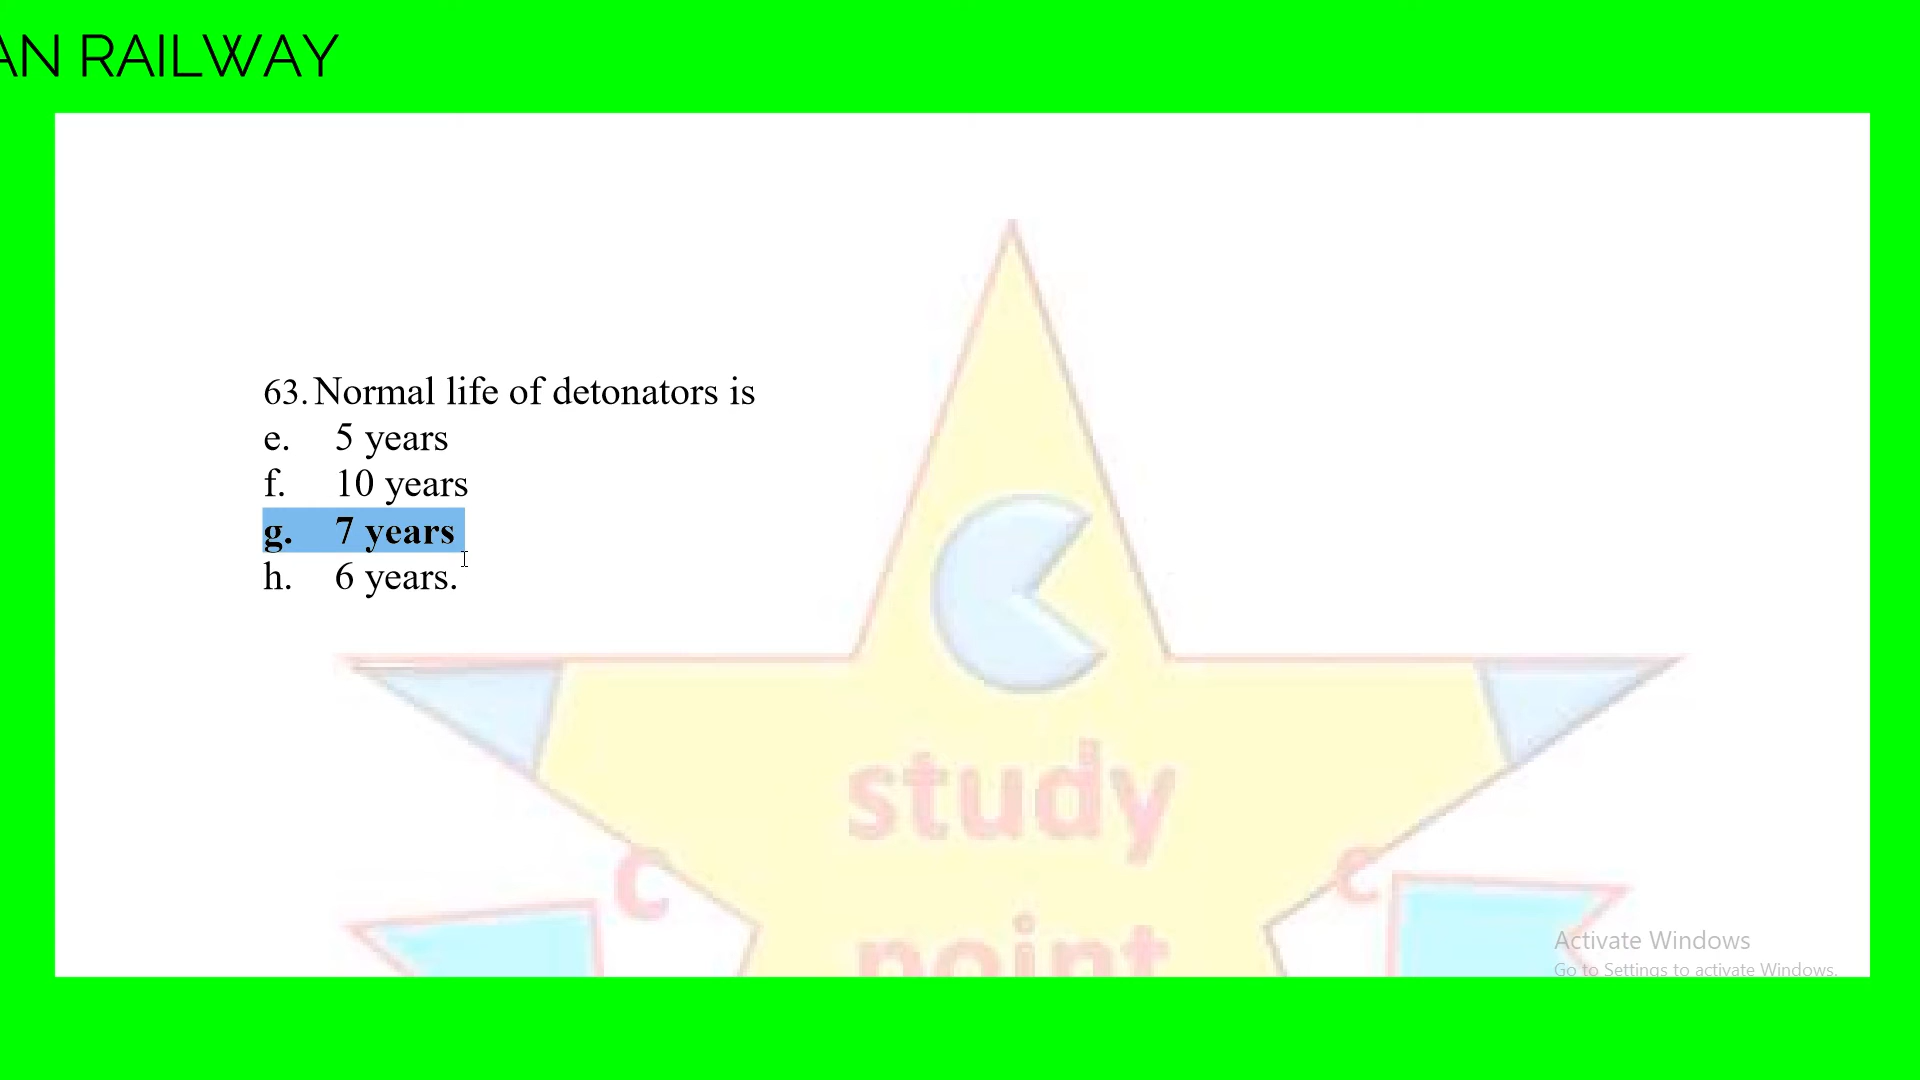 AN RAILWAY
63. Normal life of detonators is
e. 5 years
f. 10 years
g. 7 years
h. 6 years.
study
c c
point
Activate Windows
Go to Settings to activate Windows.